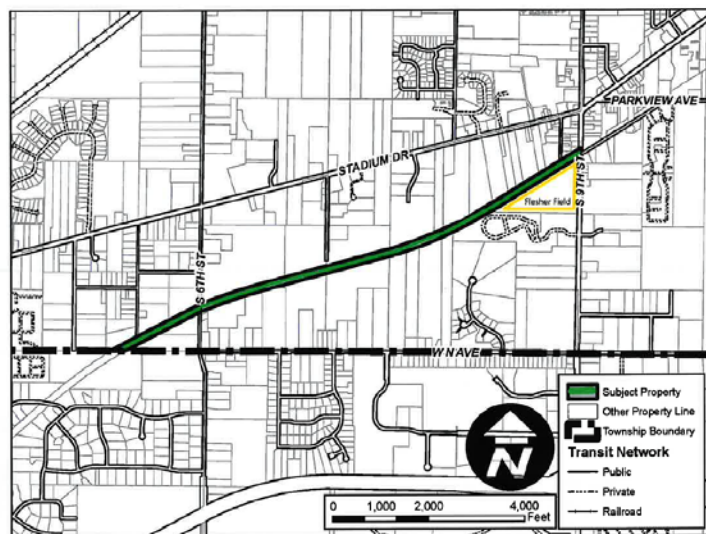 PARKVIEW AVE
STADIUM DR
S 9TH ST
Flesher Field
S 6TH ST
W N AVE
Subject Property
Other Property Line
Township Boundary
Transit Network
Public
Private
Railroad
N
0 1,000 2,000 4,000
Feet